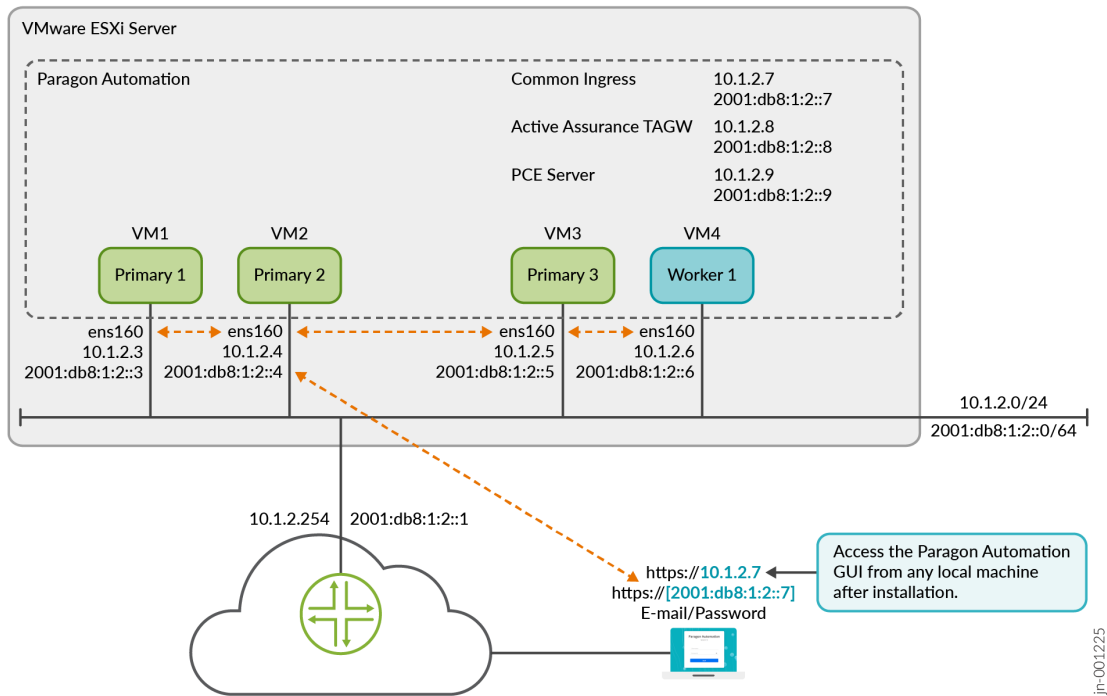 VMware ESXi Server
Paragon Automation
Common Ingress 10.1.2.7
2001:db8:1:2::7
Active Assurance TAGW 10.1.2.8
2001:db8:1:2::8
PCE Server 10.1.2.9
2001:db8:1:2::9
VM1 VM2 VM3 VM4
Primary 1 Primary 2 Primary 3 Worker 1
ens160 ens160 ens160 ens160
10.1.2.3 10.1.2.4 10.1.2.5 10.1.2.6
2001:db8:1:2::3 2001:db8:1:2::4 2001:db8:1:2::5 2001:db8:1:2::6
10.1.2.0/24
2001:db8:1:2::0/64
10.1.2.254 2001:db8:1:2::1
https://10.1.2.7
https://[2001:db8:1:2::7]
E-mail/Password
Access the Paragon Automation
GUI from any local machine
after installation.
Paragon Automation
jn-001225